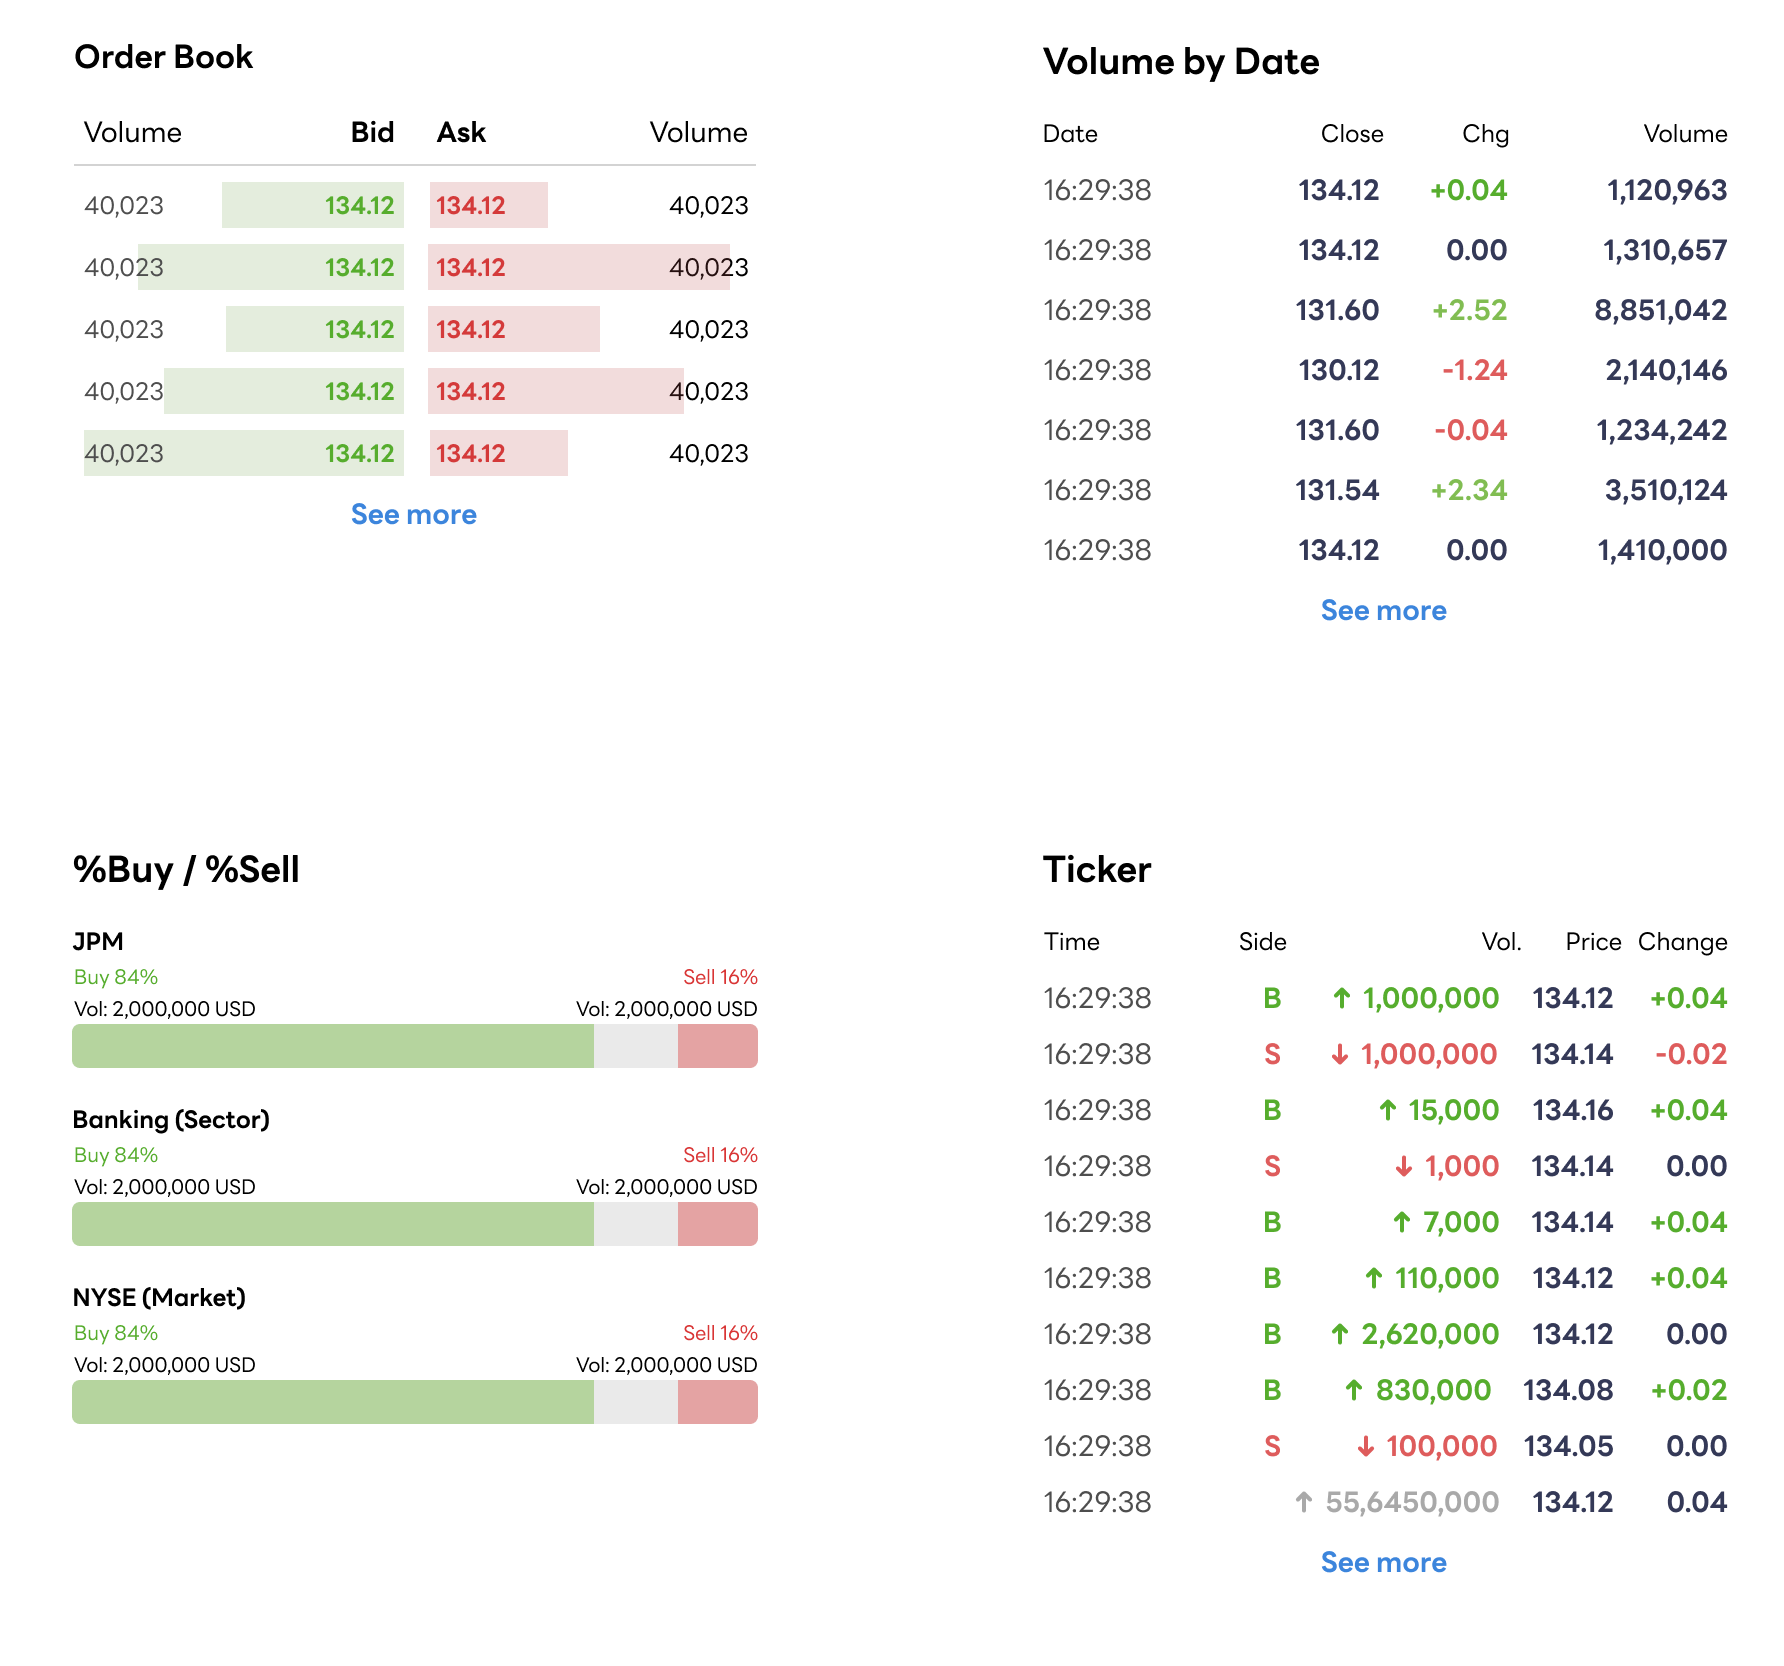 Order Book
Volume Bid Ask Volume
40,023 134.12 134.12 40,023
40,023 134.12 134.12 40,023
40,023 134.12 134.12 40,023
40,023 134.12 134.12 40,023
40,023 134.12 134.12 40,023
See more
Volume by Date
Date Close Chg Volume
16:29:38 134.12 +0.04 1,120,963
16:29:38 134.12 0.00 1,310,657
16:29:38 131.60 +2.52 8,851,042
16:29:38 130.12 -1.24 2,140,146
16:29:38 131.60 -0.04 1,234,242
16:29:38 131.54 +2.34 3,510,124
16:29:38 134.12 0.00 1,410,000
See more
%Buy / %Sell
JPM
Buy 84% Sell 16%
Vol: 2,000,000 USD Vol: 2,000,000 USD
Banking (Sector)
Buy 84% Sell 16%
Vol: 2,000,000 USD Vol: 2,000,000 USD
NYSE (Market)
Buy 84% Sell 16%
Vol: 2,000,000 USD Vol: 2,000,000 USD
Ticker
Time Side Vol. Price Change
16:29:38 B ↑ 1,000,000 134.12 +0.04
16:29:38 S ↓ 1,000,000 134.14 -0.02
16:29:38 B ↑ 15,000 134.16 +0.04
16:29:38 S ↓ 1,000 134.14 0.00
16:29:38 B ↑ 7,000 134.14 +0.04
16:29:38 B ↑ 110,000 134.12 +0.04
16:29:38 B ↑ 2,620,000 134.12 0.00
16:29:38 B ↑ 830,000 134.08 +0.02
16:29:38 S ↓ 100,000 134.05 0.00
16:29:38 ↑ 55,6450,000 134.12 0.04
See more